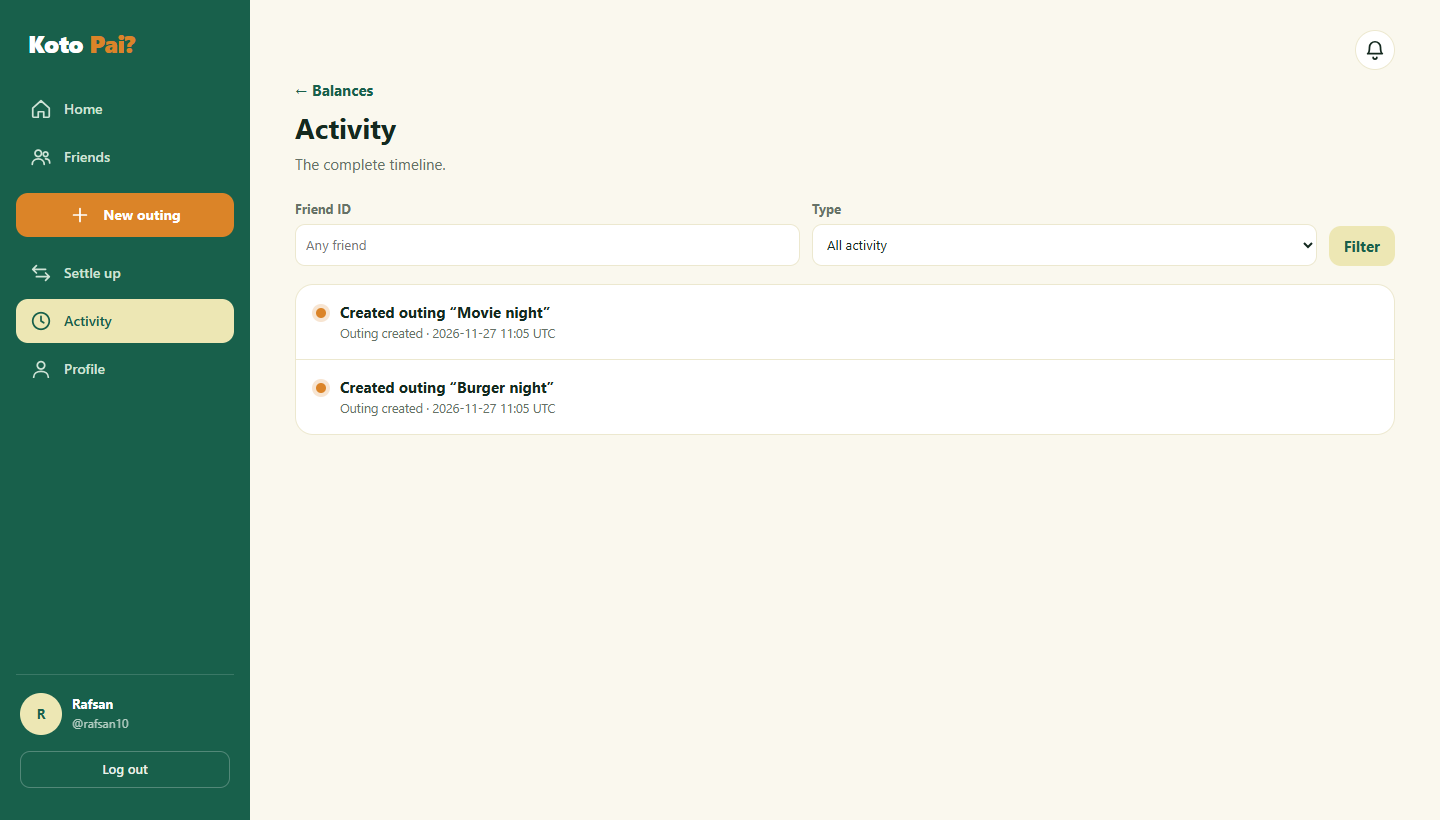 Koto Pai?
Home
Friends
New outing
Settle up
Activity
Profile
Rafsan
@rafsan10
Log out
← Balances
Activity
The complete timeline.
Friend ID
Any friend
Type
All activity
Filter
Created outing “Movie night”
Outing created · 2026-11-27 11:05 UTC
Created outing “Burger night”
Outing created · 2026-11-27 11:05 UTC
R